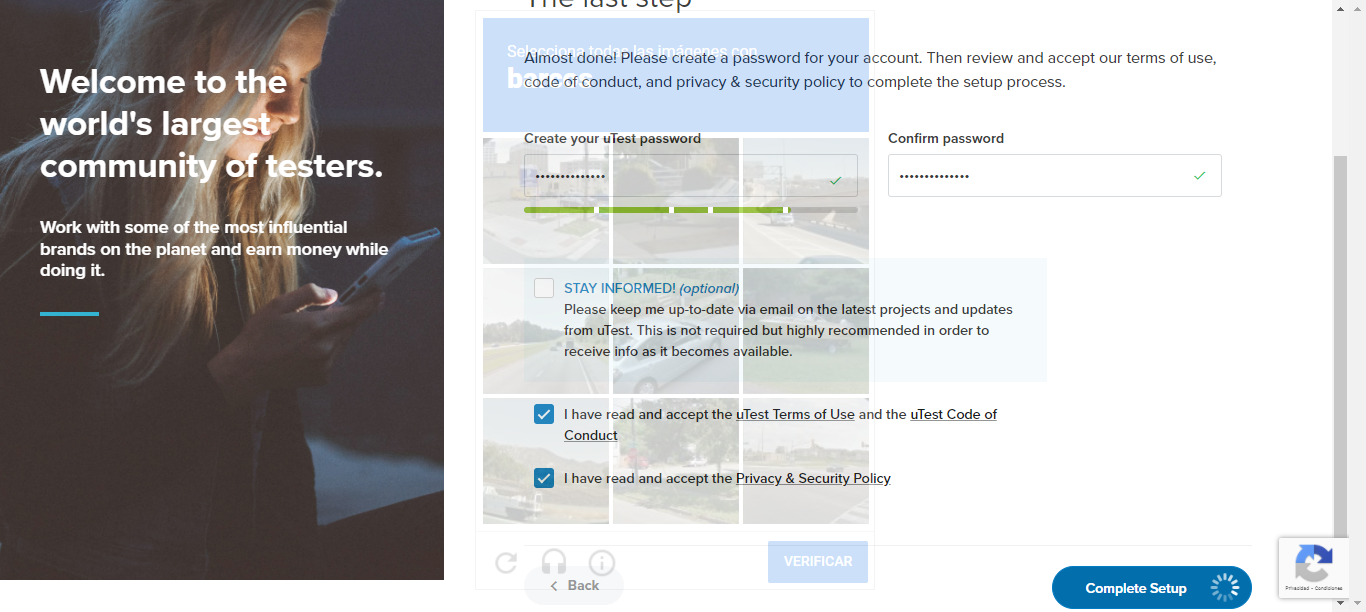 The last step
Welcome to the
world's largest
community of testers.
Work with some of the most influential
brands on the planet and earn money while
doing it.
Almost done! Please create a password for your account. Then review and accept our terms of use,
code of conduct, and privacy & security policy to complete the setup process.
Selecciona todas las imágenes con
Create your uTest password
Confirm password
STAY INFORMED! (optional)
Please keep me up-to-date via email on the latest projects and updates
from uTest. This is not required but highly recommended in order to
receive info as it becomes available.
I have read and accept the uTest Terms of Use and the uTest Code of
Conduct
I have read and accept the Privacy & Security Policy
VERIFICAR
Back
Complete Setup
Privacidad - Condiciones